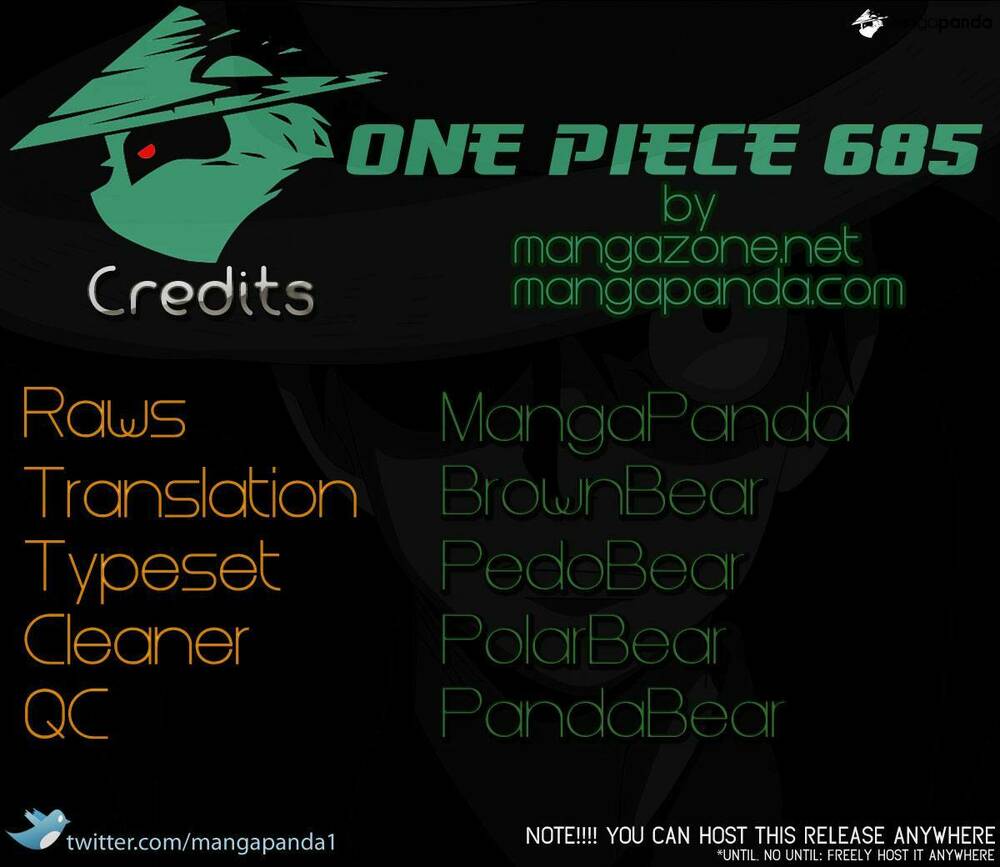 mangapanda
ONE PIECE 685
by
mangazone.net
mangapanda.com
Credits
Raws MangaPanda
Translation BrownBear
Typeset PedoBear
Cleaner PolarBear
QC PandaBear
twitter.com/mangapanda1
NOTE!!!! YOU CAN HOST THIS RELEASE ANYWHERE
*UNTIL, NO UNTIL: FREELY HOST IT ANYWHERE